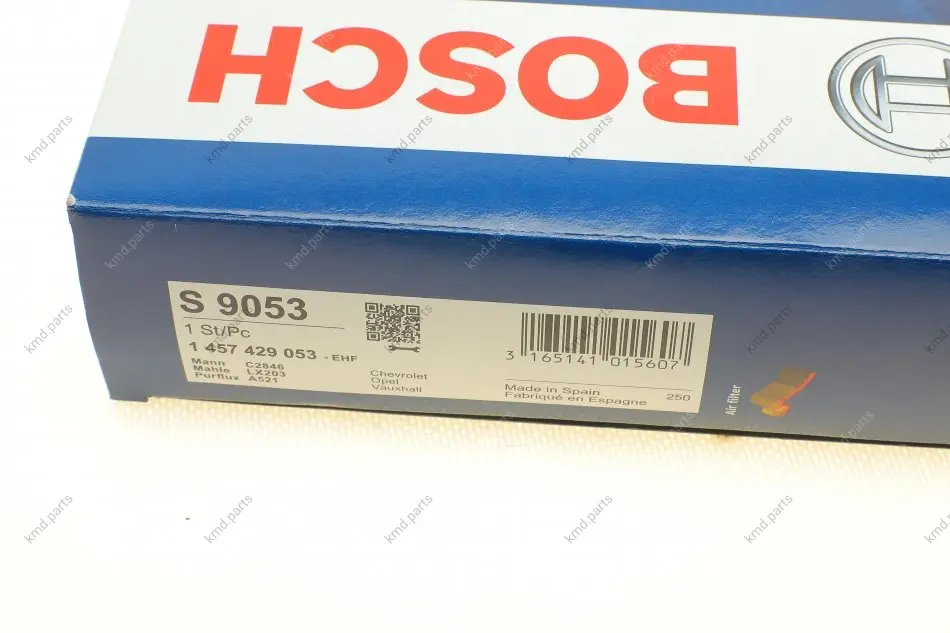 BOSCH
S 9053
1 St/Pc
1 457 429 053 - EHF
Mann C2846
Mahle LX203
Purflux A521
Chevrolet
Opel
Vauxhall
3 165141 015607
Made in Spain
Fabriqué en Espagne
250
Air filter
kmd.parts